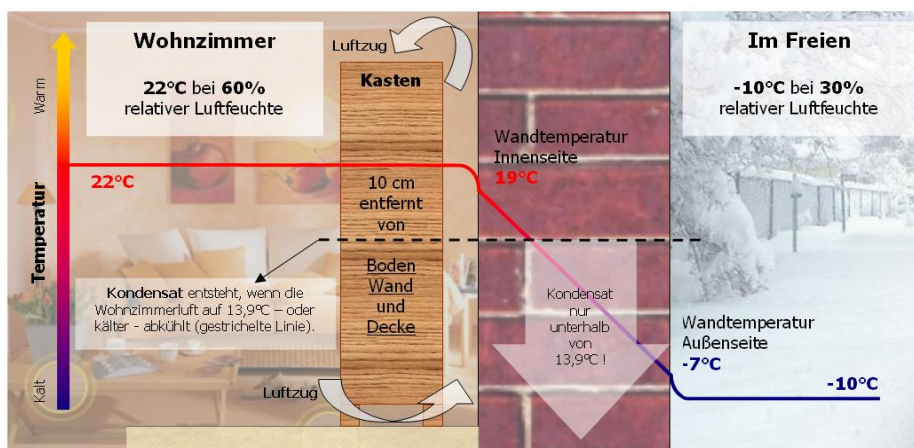 Wohnzimmer
22°C bei 60%
relativer Luftfeuchte
Luftzug
Kasten
Im Freien
-10°C bei 30%
relativer Luftfeuchte
Warm
Temperatur
Kalt
22°C
10 cm
entfernt
von
Boden
Wand
und
Decke
Wandtemperatur
Innenseite
19°C
Kondensat entsteht, wenn die
Wohnzimmerluft auf 13,9°C – oder
kälter - abkühlt (gestrichelte Linie).
Kondensat
nur
unterhalb
von
13,9°C !
Wandtemperatur
Außenseite
-7°C
-10°C
Luftzug